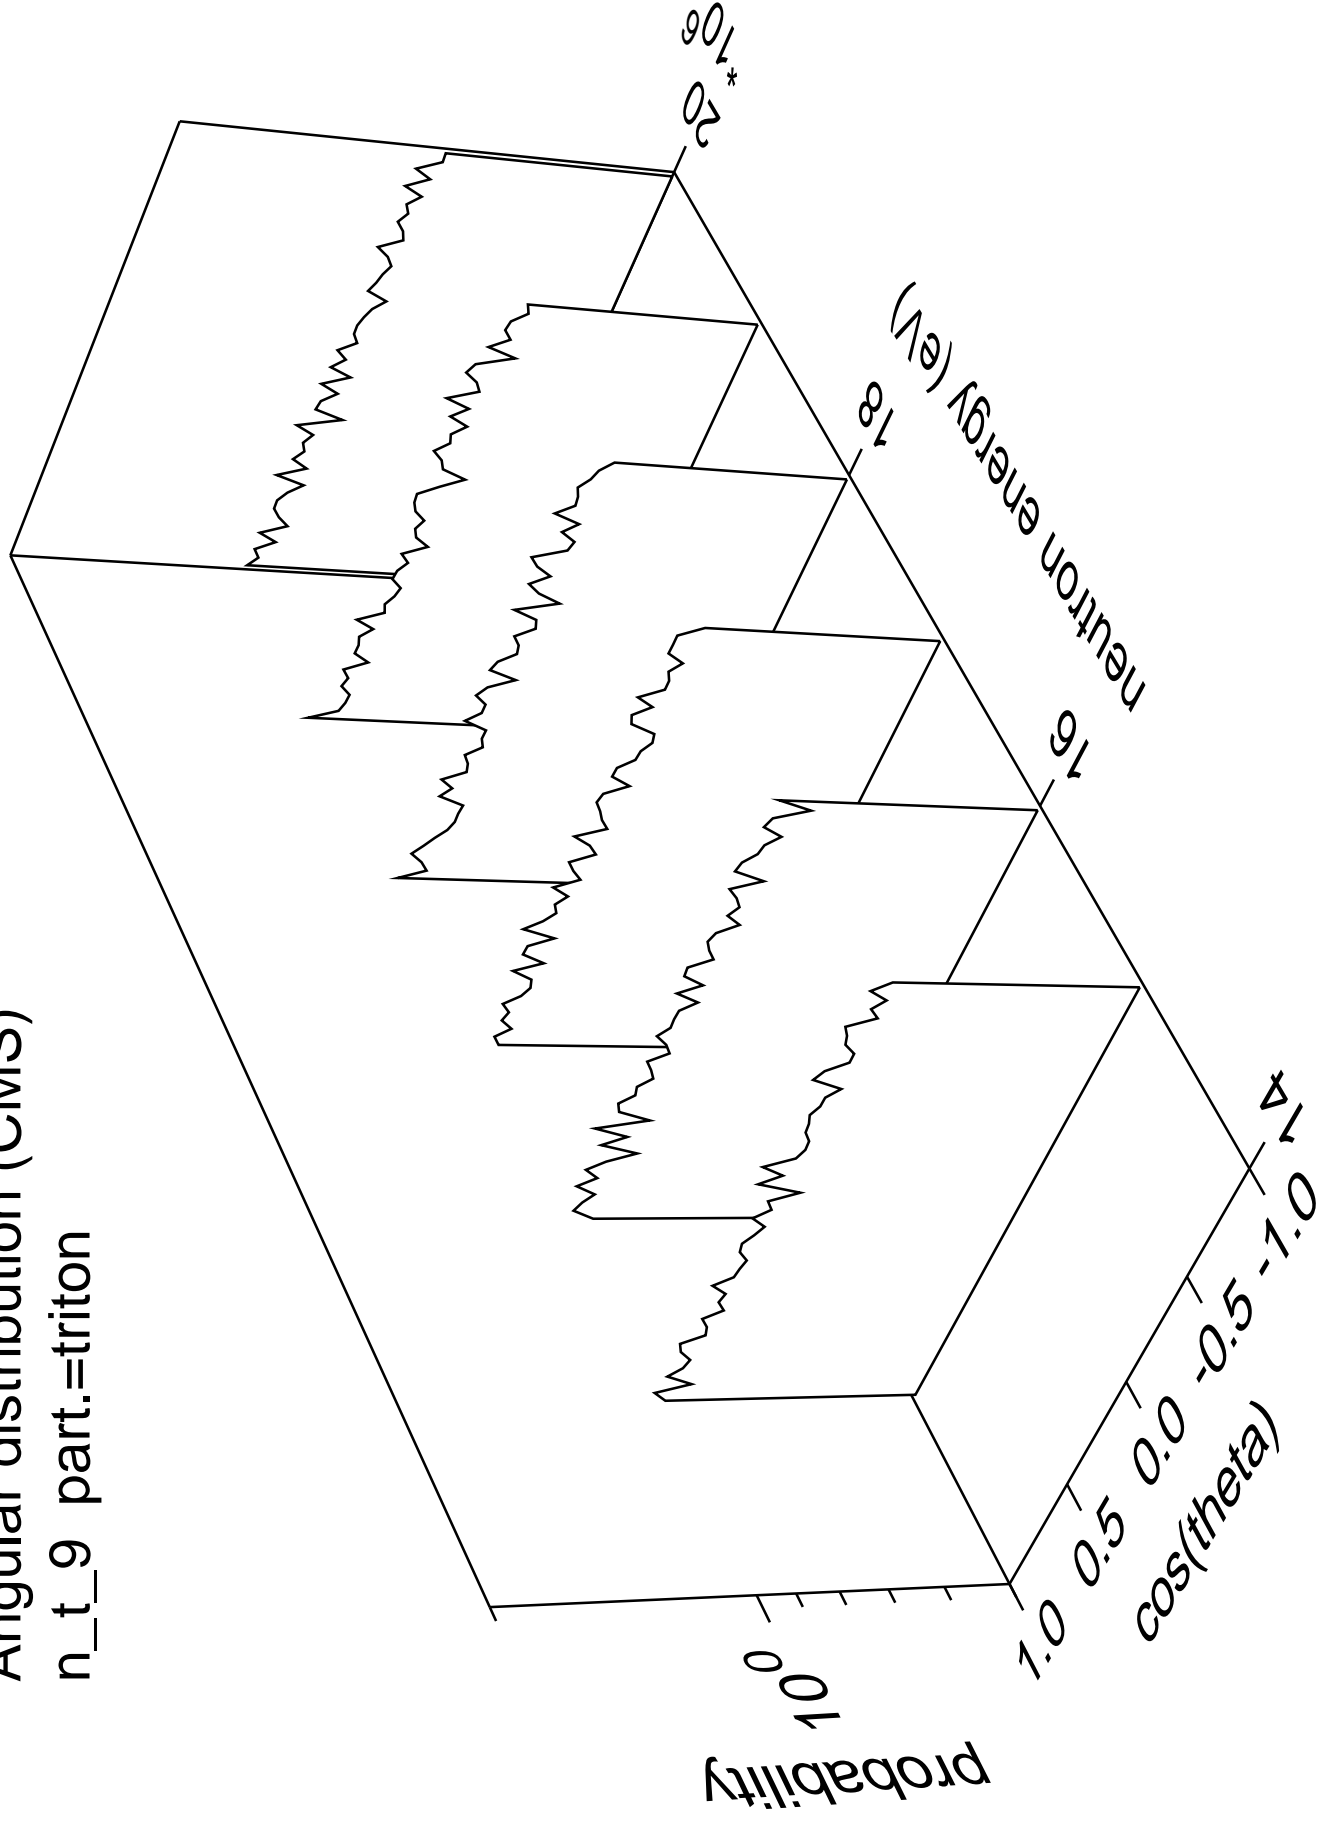 Angular distribution (CMS)
n_t_9 part.=triton
probability
10^0
1.0 0.5 0.0 -0.5 -1.0
cos(theta)
14 16 18 20 * 10^6
neutron energy (eV)